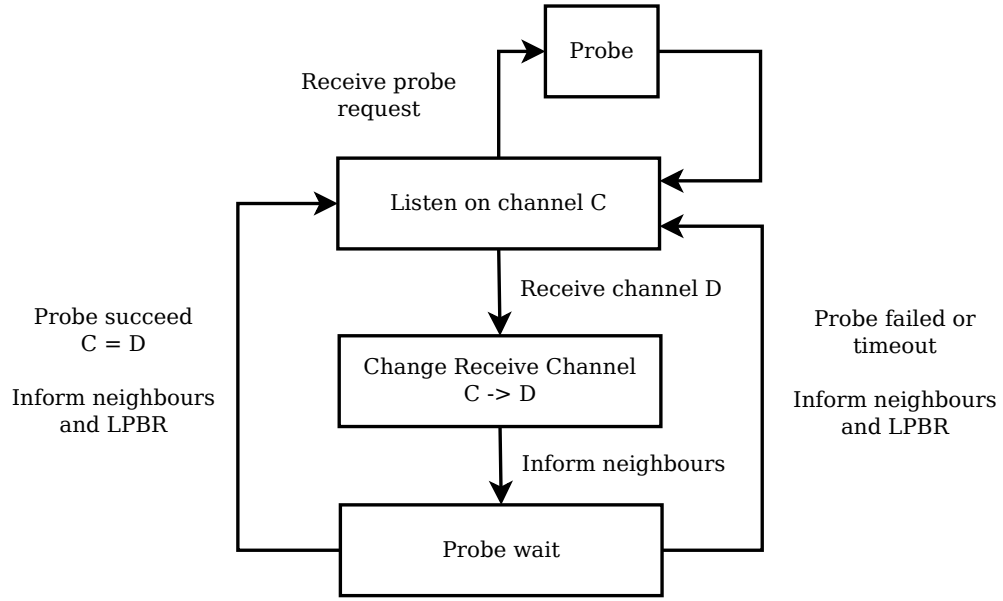 Probe
Receive probe
request
Listen on channel C
Receive channel D
Probe succeed
C = D
Inform neighbours
and LPBR
Probe failed or
timeout
Inform neighbours
and LPBR
Change Receive Channel
C -> D
Inform neighbours
Probe wait